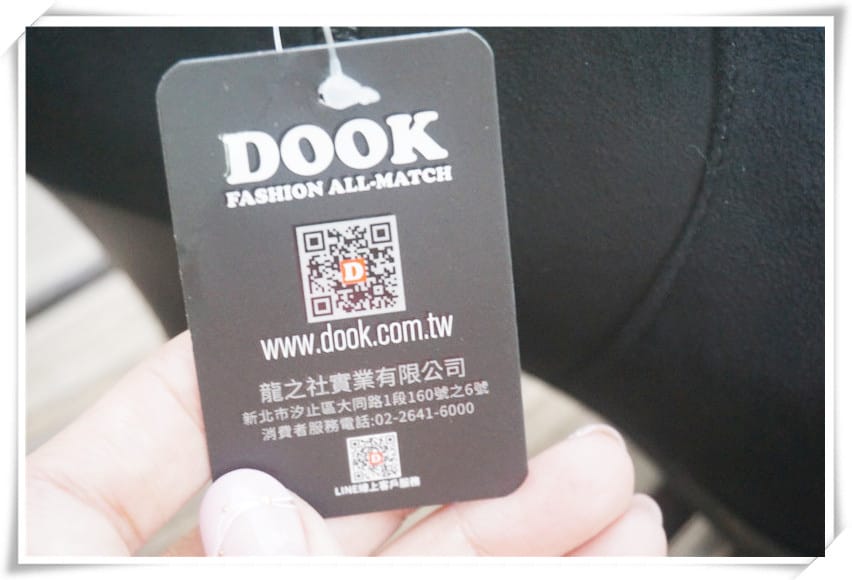 DOOK
FASHION ALL-MATCH
D
www.dook.com.tw
龍之社實業有限公司
新北市汐止區大同路1段160號之6號
消費者服務電話:02-2641-6000
D
LINE線上客戶服務